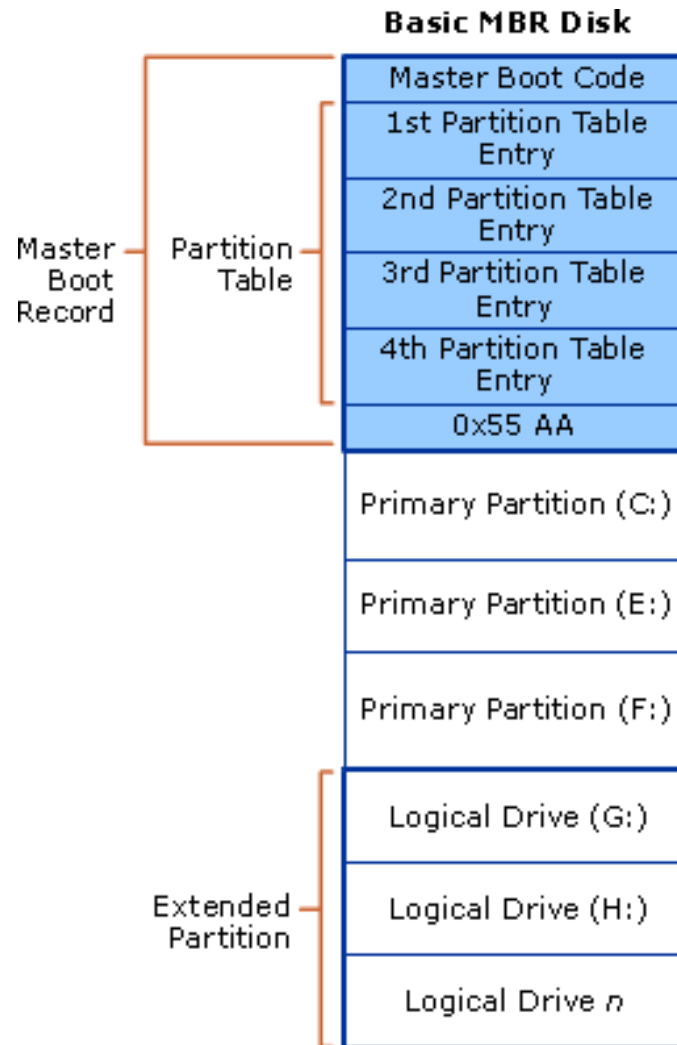 Basic MBR Disk
Master Boot Code
1st Partition Table
Entry
2nd Partition Table
Entry
3rd Partition Table
Entry
4th Partition Table
Entry
0x55 AA
Master
Boot
Record
Partition
Table
Primary Partition (C:)
Primary Partition (E:)
Primary Partition (F:)
Logical Drive (G:)
Logical Drive (H:)
Logical Drive n
Extended
Partition